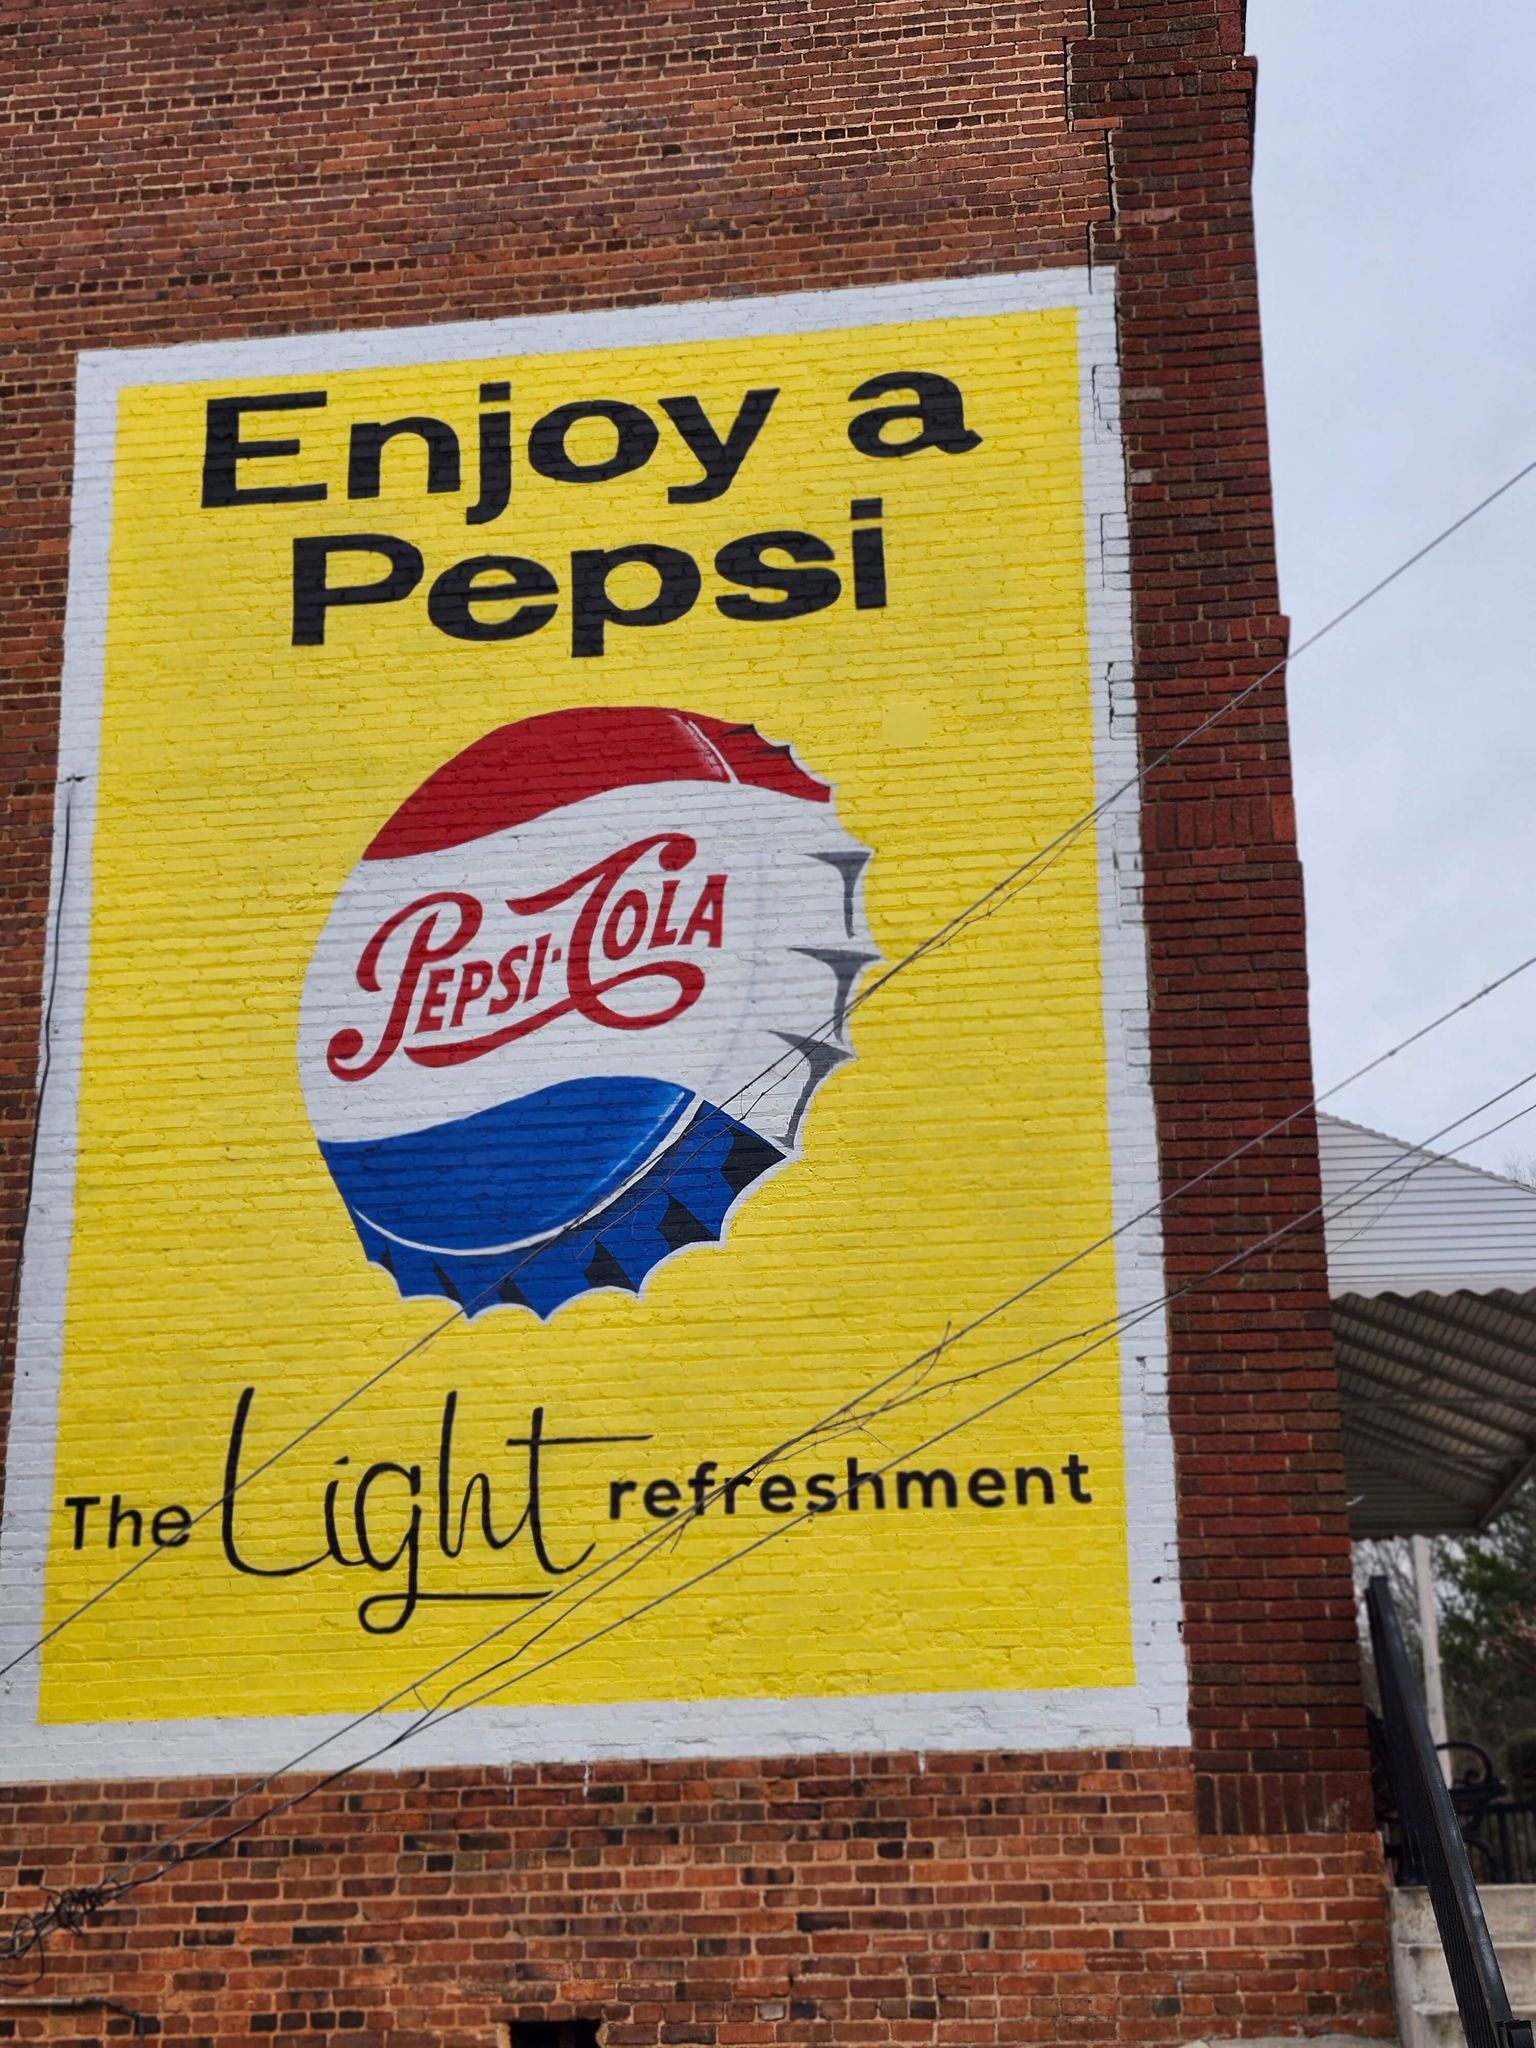 Enjoy a
Pepsi
PEPSI-COLA
The Light refreshment